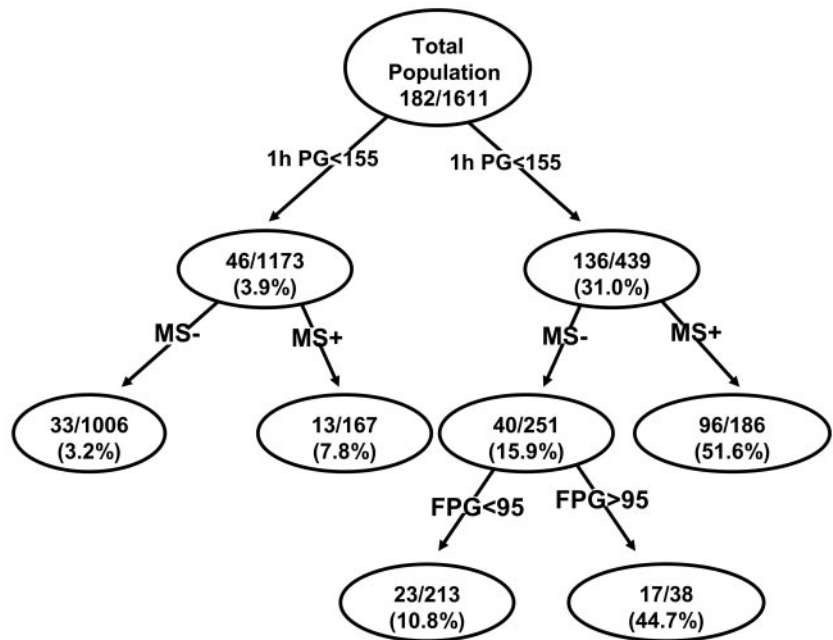 Total
Population
182/1611
1h PG<155
1h PG<155
46/1173
(3.9%)
136/439
(31.0%)
MS-
MS+
MS-
MS+
33/1006
(3.2%)
13/167
(7.8%)
40/251
(15.9%)
96/186
(51.6%)
FPG<95
FPG>95
23/213
(10.8%)
17/38
(44.7%)